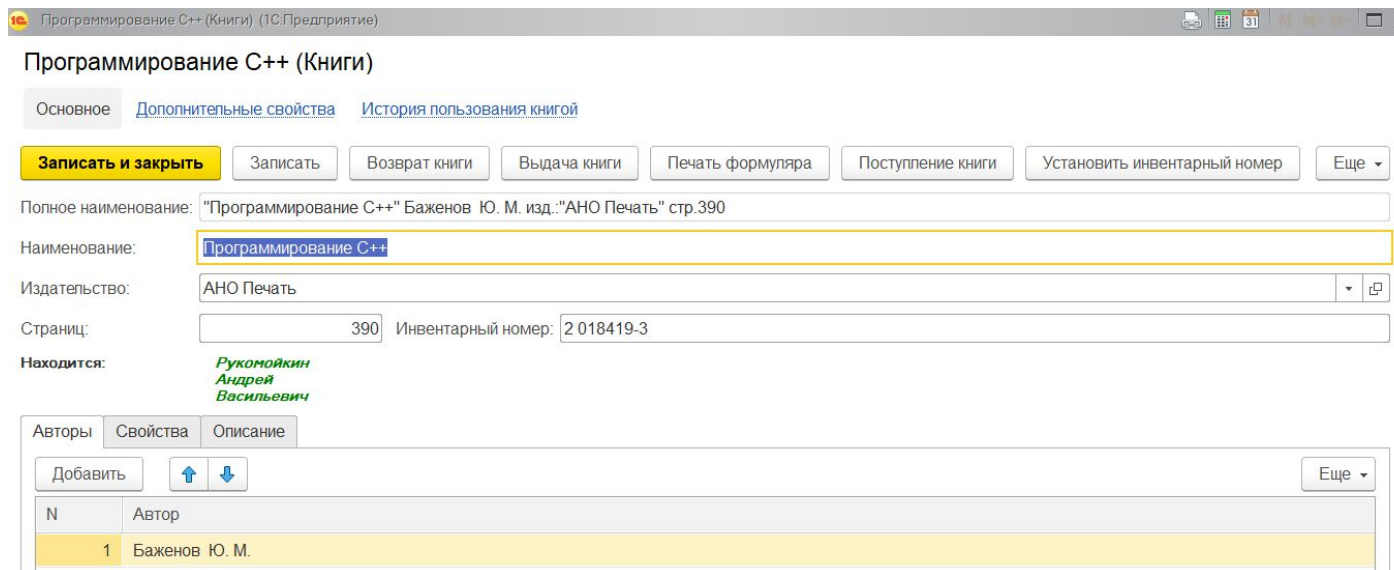 1С Программирование С++ (Книги) (1С:Предприятие) 31 M M+ M-
Программирование С++ (Книги)
Основное Дополнительные свойства История пользования книгой
Записать и закрыть Записать Возврат книги Выдача книги Печать формуляра Поступление книги Установить инвентарный номер Еще
Полное наименование: "Программирование С++" Баженов Ю. М. изд.:"АНО Печать" стр.390
Наименование: Программирование С++
Издательство: АНО Печать
Страниц: 390 Инвентарный номер: 2 018419-3
Находится: Рукомойкин
Андрей
Васильевич
Авторы Свойства Описание
Добавить Еще
N Автор
1 Баженов Ю. М.